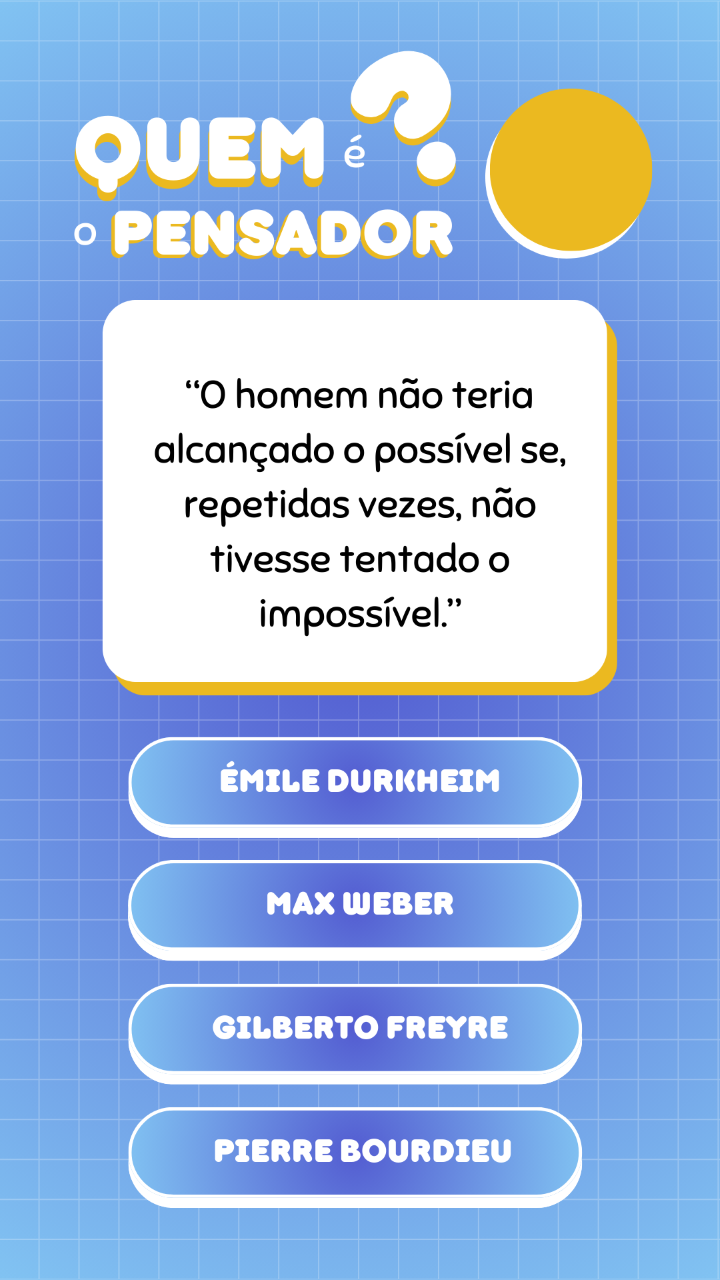 QUEM é ?
o PENSADOR
“O homem não teria
alcançado o possível se,
repetidas vezes, não
tivesse tentado o
impossível.”
ÉMILE DURKHEIM
MAX WEBER
GILBERTO FREYRE
PIERRE BOURDIEU